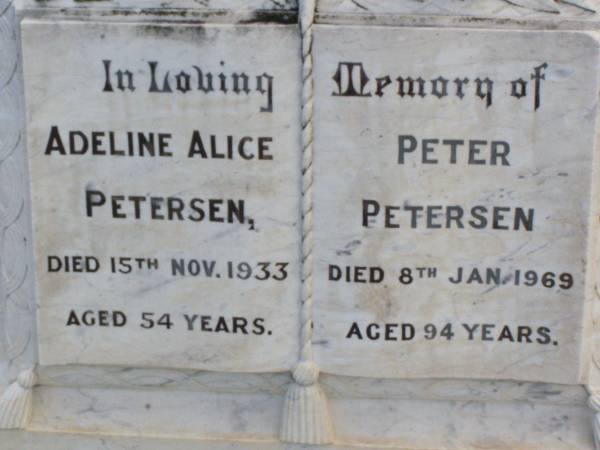 In Loving Memory of
ADELINE ALICE
PETERSEN,
DIED 15TH NOV. 1933
AGED 54 YEARS.
PETER
PETERSEN
DIED 8TH JAN. 1969
AGED 94 YEARS.